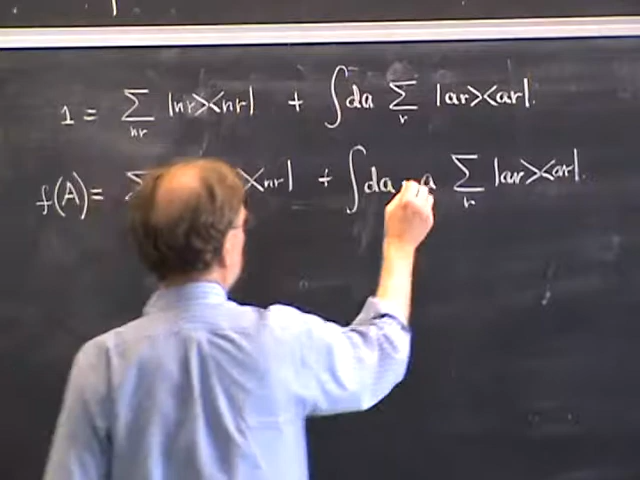 1 = ∑ₙᵣ |nr><nr| + ∫da ∑ᵣ |ar><ar|.
f(A) = ∑ ><nr| + ∫da a ∑ᵣ |ar><ar|.